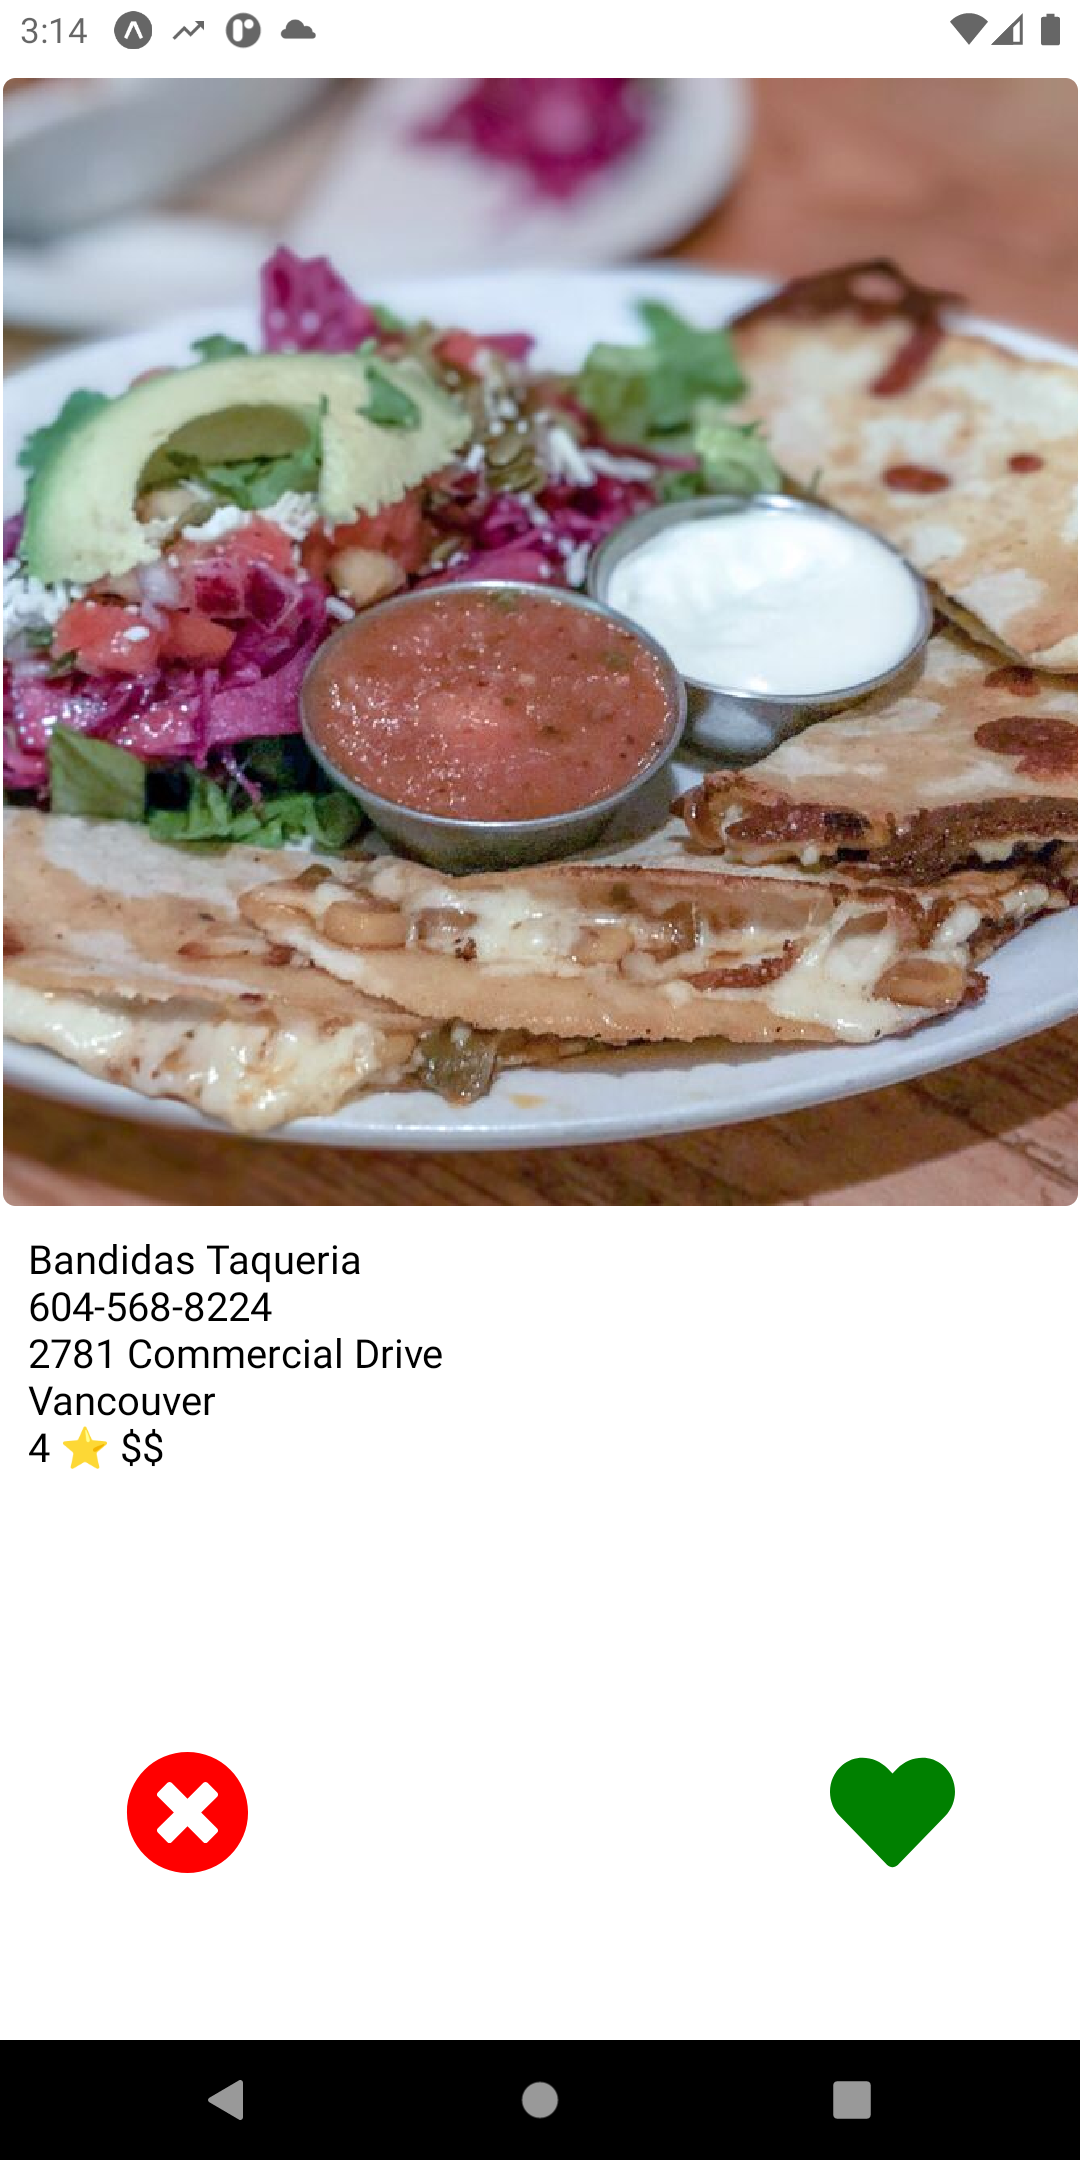 3:14
Bandidas Taqueria
604-568-8224
2781 Commercial Drive
Vancouver
4 ⭐ $$